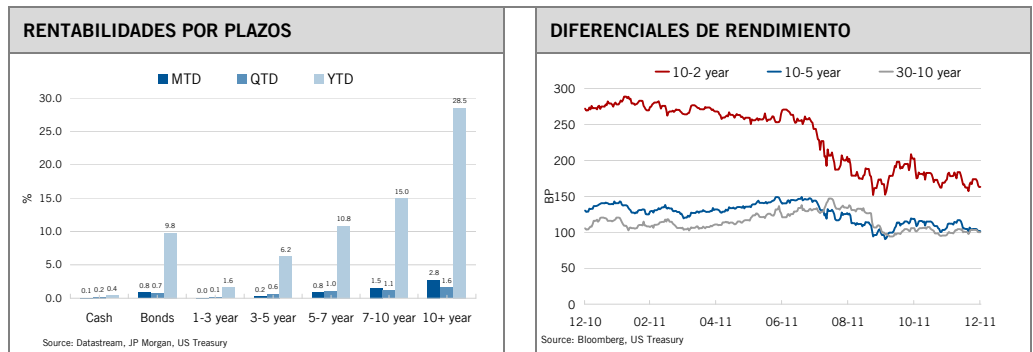 RENTABILIDADES POR PLAZOS
MTD QTD YTD
30.0
25.0
20.0
15.0
10.0
5.0
0.0
%
0.1 0.2 0.4
0.8 0.7 9.8
0.0 0.1 1.6
0.2 0.6 6.2
0.8 1.0 10.8
1.5 1.1 15.0
2.8 1.6 28.5
Cash Bonds 1-3 year 3-5 year 5-7 year 7-10 year 10+ year
Source: Datastream, JP Morgan, US Treasury
DIFERENCIALES DE RENDIMIENTO
10-2 year 10-5 year 30-10 year
300
250
200
150
100
50
0
BP
12-10 02-11 04-11 06-11 08-11 10-11 12-11
Source: Bloomberg, US Treasury